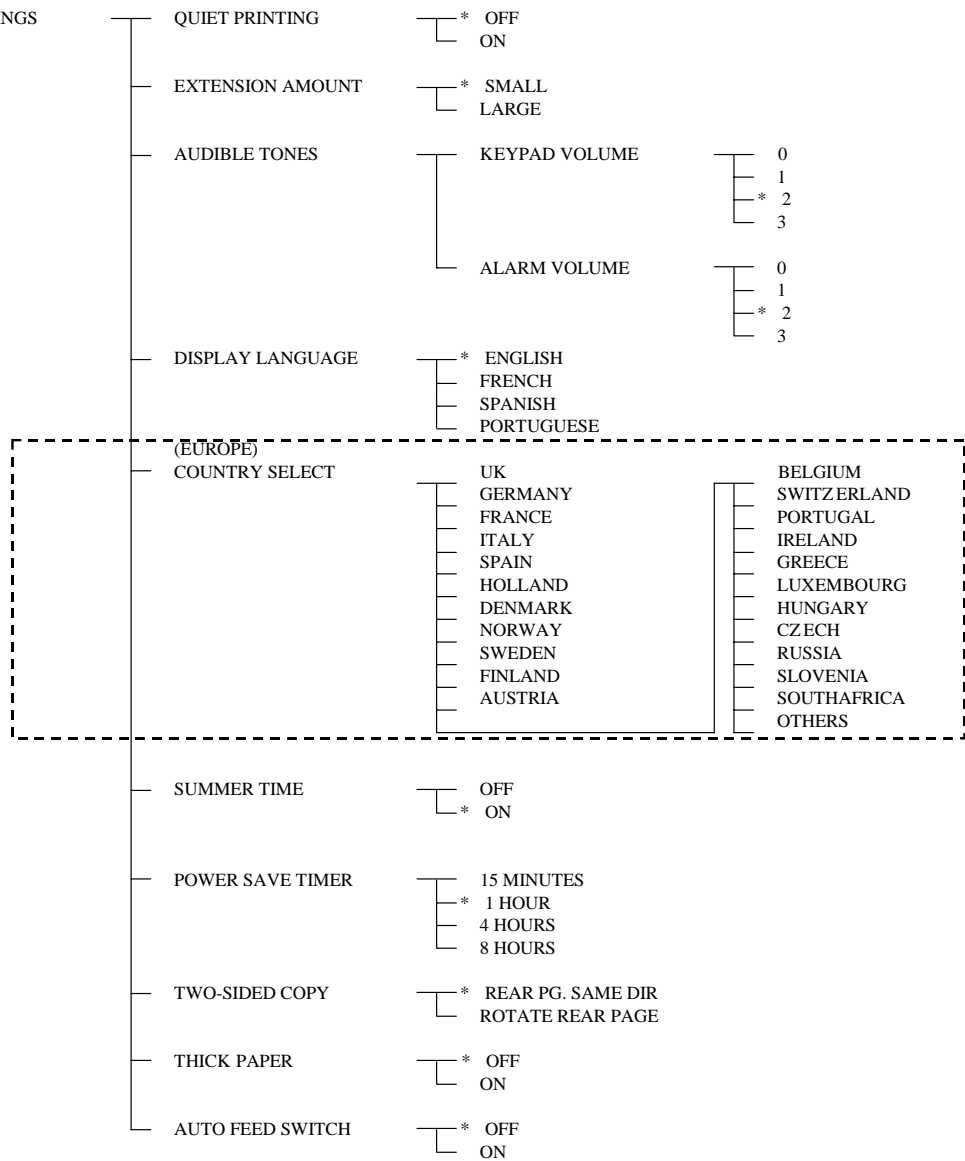 NGS QUIET PRINTING * OFF
ON
EXTENSION AMOUNT * SMALL
LARGE
AUDIBLE TONES KEYPAD VOLUME 0
1
* 2
3
ALARM VOLUME 0
1
* 2
3
DISPLAY LANGUAGE * ENGLISH
FRENCH
SPANISH
PORTUGUESE
(EUROPE)
COUNTRY SELECT UK BELGIUM
GERMANY SWITZERLAND
FRANCE PORTUGAL
ITALY IRELAND
SPAIN GREECE
HOLLAND LUXEMBOURG
DENMARK HUNGARY
NORWAY CZECH
SWEDEN RUSSIA
FINLAND SLOVENIA
AUSTRIA SOUTHAFRICA
OTHERS
SUMMER TIME OFF
* ON
POWER SAVE TIMER 15 MINUTES
* 1 HOUR
4 HOURS
8 HOURS
TWO-SIDED COPY * REAR PG. SAME DIR
ROTATE REAR PAGE
THICK PAPER * OFF
ON
AUTO FEED SWITCH * OFF
ON